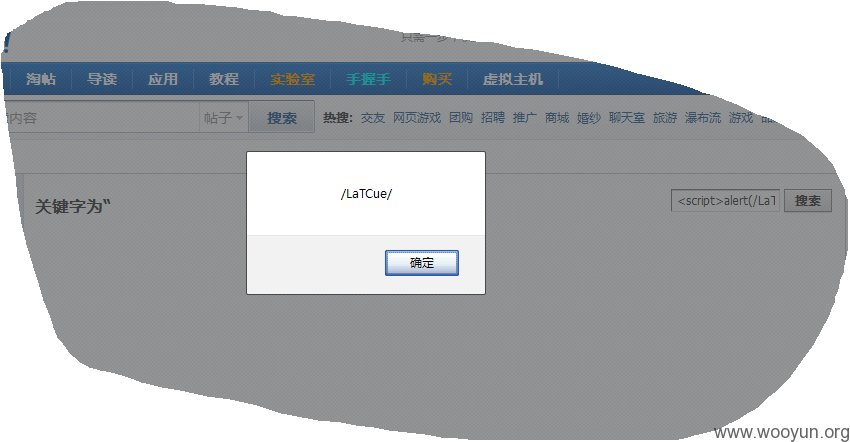 淘帖 导读 应用 教程 实验室 手握手 购买 虚拟主机
内容 帖子 搜索 热搜: 交友 网页游戏 团购 招聘 推广 商城 婚纱 聊天室 旅游 瀑布流 游戏
/LaTCue/
关键字为“
<script>alert(/LaT 搜索
确定
www.wooyun.org